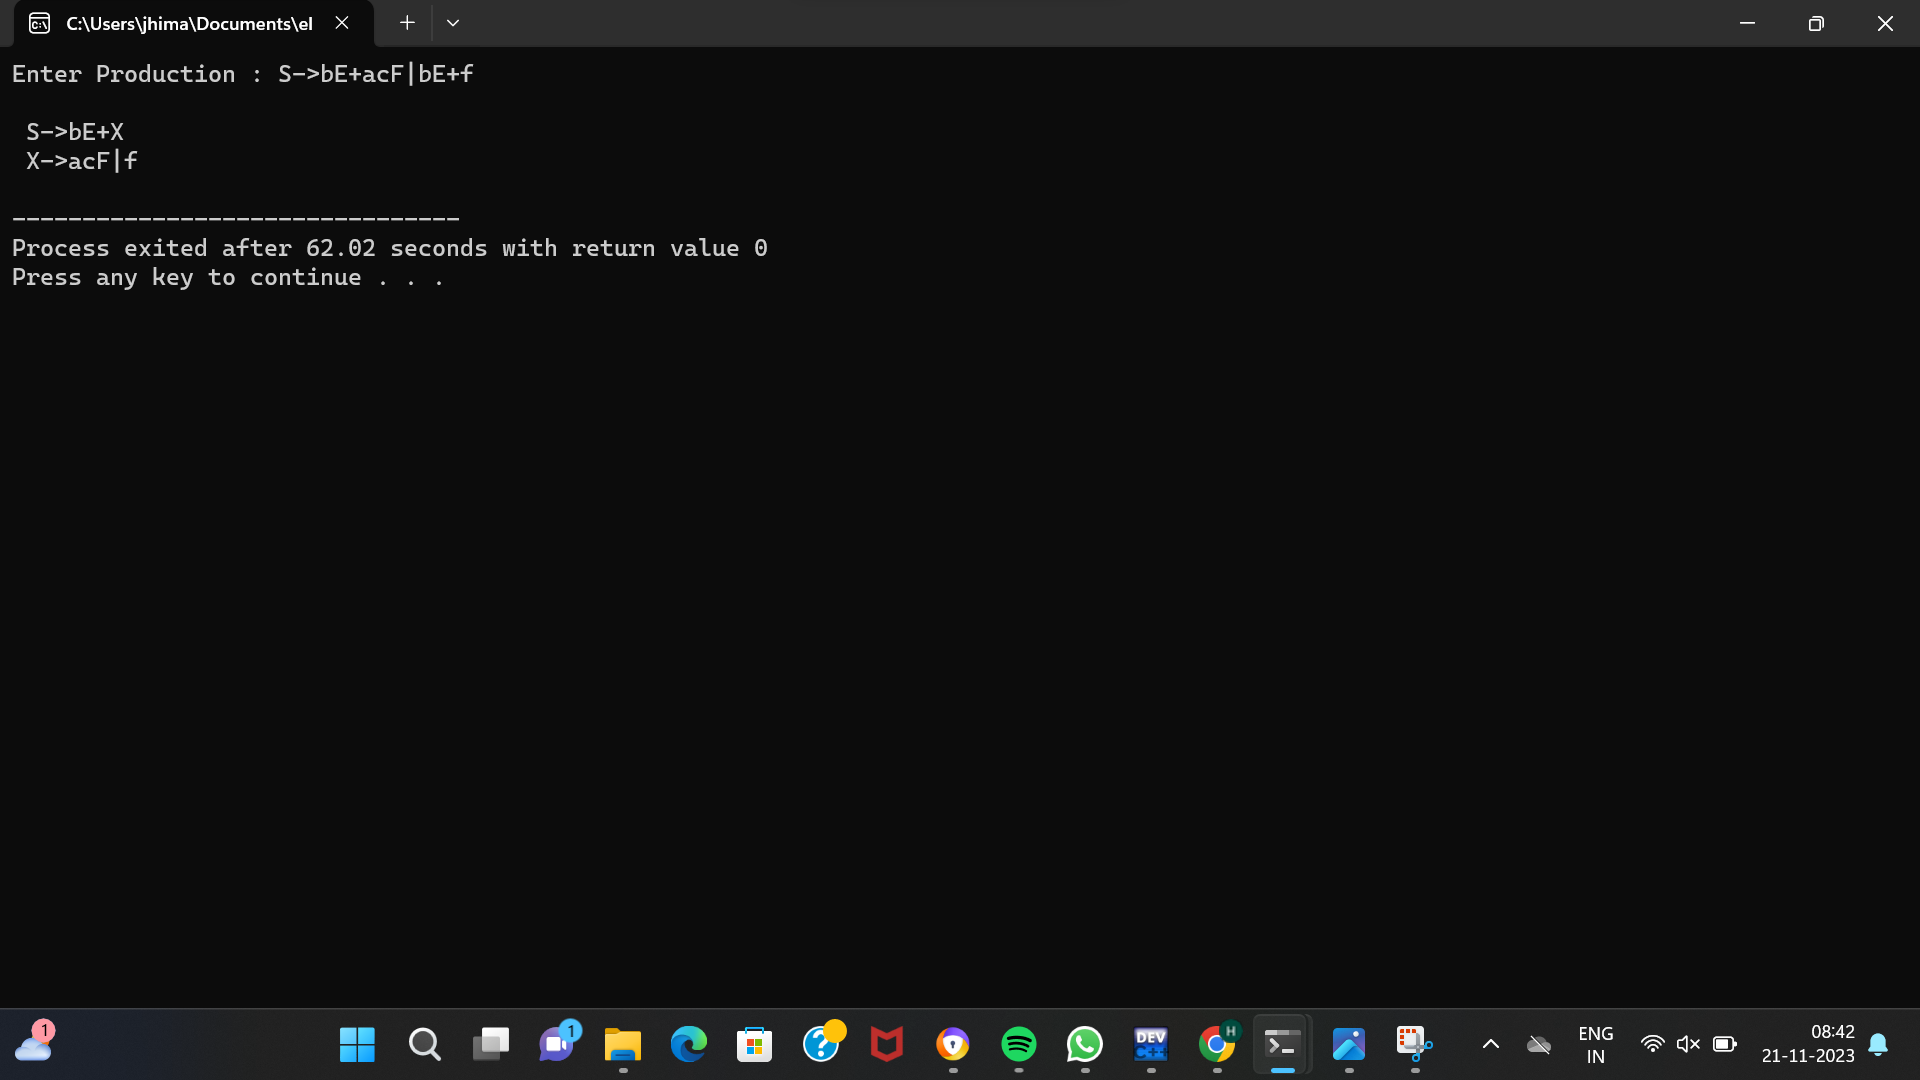 C:\Users\jhima\Documents\el
Enter Production : S->bE+acF|bE+f
S->bE+X
X->acF|f
--------------------------------
Process exited after 62.02 seconds with return value 0
Press any key to continue . . .
1
1
DEV
C++
H
ENG
IN
08:42
21-11-2023